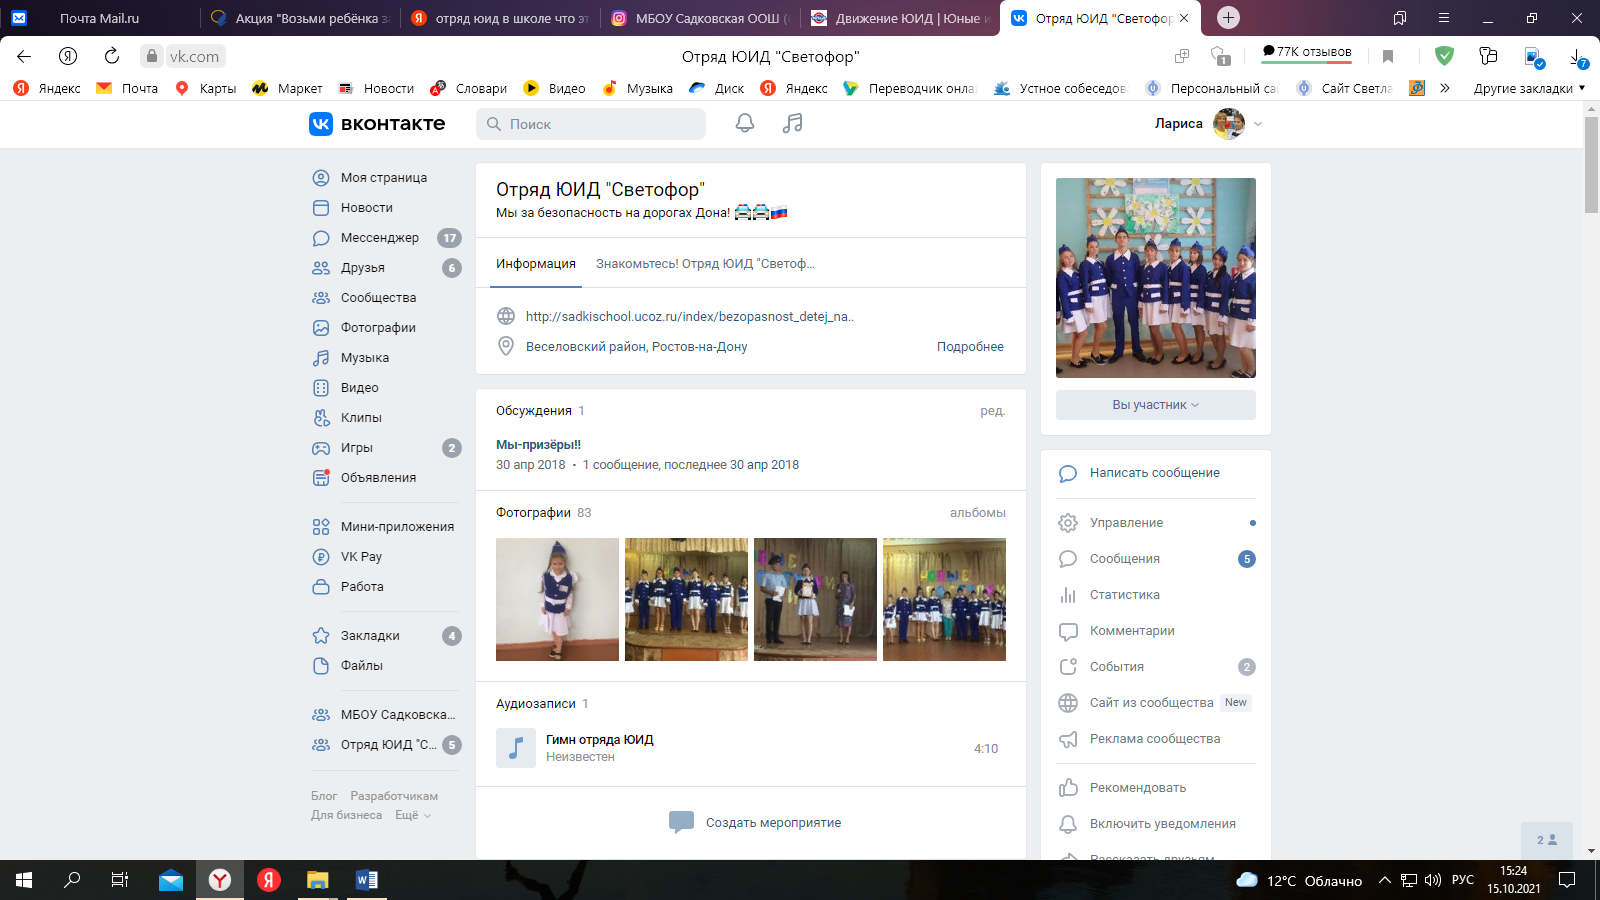 Почта Mail.ru
Акция "Возьми ребёнка за
отряд юид в школе что эт
МБОУ Садковская ООШ (
Движение ЮИД | Юные и
Отряд ЮИД "Светофор
vk.com
Отряд ЮИД "Светофор"
77K отзывов
1
7
Яндекс
Почта
Карты
Маркет
Новости
Словари
Видео
Музыка
Диск
Яндекс
Переводчик онла
Устное собеседов
Персональный сай
Сайт Светла
Другие закладки
вконтакте
Поиск
Лариса
Моя страница
Новости
Мессенджер 17
Друзья 6
Сообщества
Фотографии
Музыка
Видео
Клипы
Игры 2
Объявления
Мини-приложения
VK Pay
Работа
Закладки 4
Файлы
МБОУ Садковска...
Отряд ЮИД "С... 5
Блог Разработчикам
Для бизнеса Ещё
Отряд ЮИД "Светофор"
Мы за безопасность на дорогах Дона!
Информация Знакомьтесь! Отряд ЮИД "Светоф...
http://sadkischool.ucoz.ru/index/bezopasnost_detej_na..
Веселовский район, Ростов-на-Дону Подробнее
Обсуждения 1 ред.
Мы-призёры!!
30 апр 2018 • 1 сообщение, последнее 30 апр 2018
Фотографии 83 альбомы
Аудиозаписи 1
Гимн отряда ЮИД
Неизвестен
4:10
Создать мероприятие
Вы участник
Написать сообщение
Управление
Сообщения 5
Статистика
Комментарии
События 2
Сайт из сообщества New
Реклама сообщества
Рекомендовать
Включить уведомления
Рассказать друзьям
2
12°C Облачно
РУС
15:24
15.10.2021